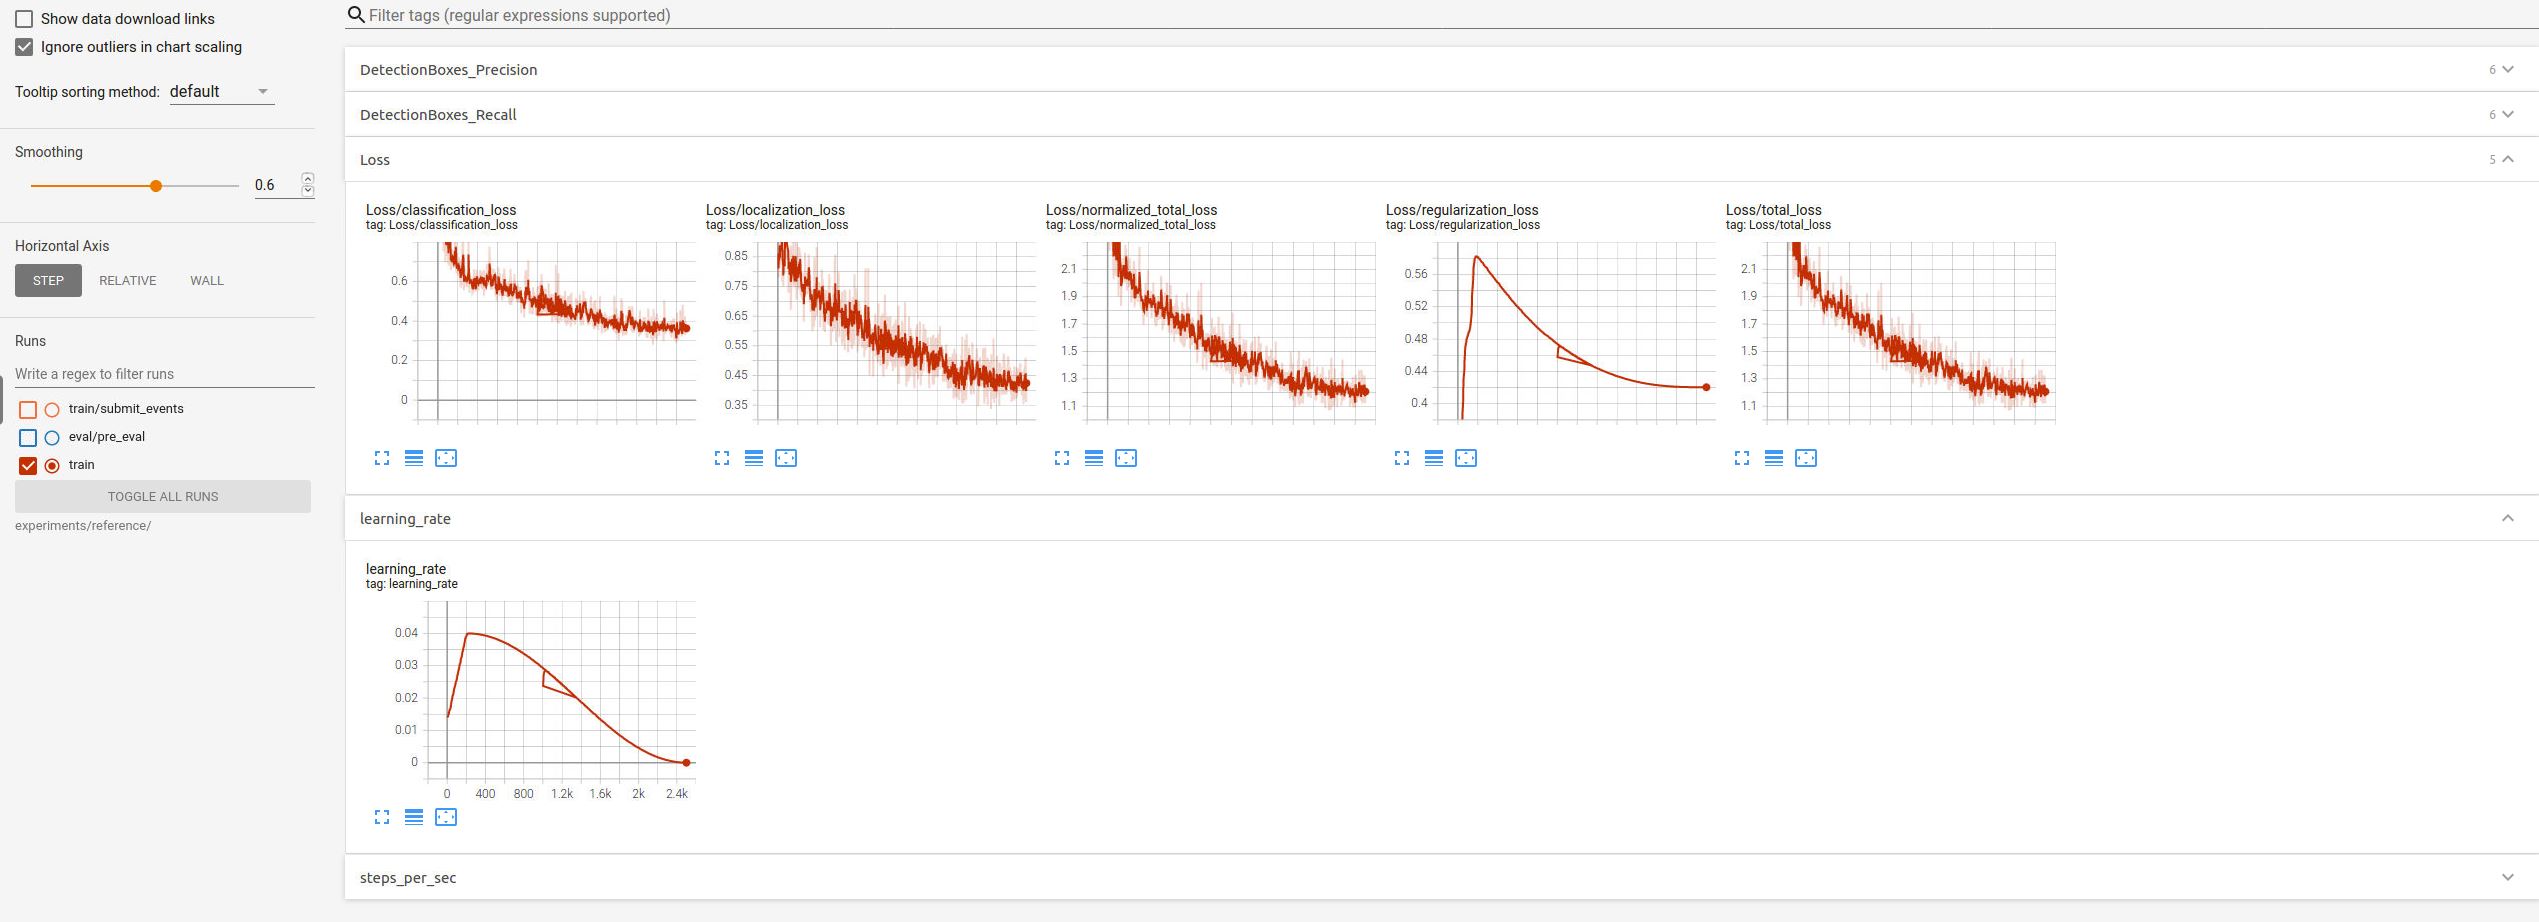 Show data download links
Ignore outliers in chart scaling
Tooltip sorting method: default
Smoothing
0.6
Horizontal Axis
STEP RELATIVE WALL
Runs
Write a regex to filter runs
train/submit_events
eval/pre_eval
train
TOGGLE ALL RUNS
experiments/reference/
Filter tags (regular expressions supported)
DetectionBoxes_Precision 6
DetectionBoxes_Recall 6
Loss 5
Loss/classification_loss
tag: Loss/classification_loss
0.6
0.4
0.2
0
Loss/localization_loss
tag: Loss/localization_loss
0.85
0.75
0.65
0.55
0.45
0.35
Loss/normalized_total_loss
tag: Loss/normalized_total_loss
2.1
1.9
1.7
1.5
1.3
1.1
Loss/regularization_loss
tag: Loss/regularization_loss
0.56
0.52
0.48
0.44
0.4
Loss/total_loss
tag: Loss/total_loss
2.1
1.9
1.7
1.5
1.3
1.1
learning_rate
learning_rate
tag: learning_rate
0.04
0.03
0.02
0.01
0
0 400 800 1.2k 1.6k 2k 2.4k
steps_per_sec